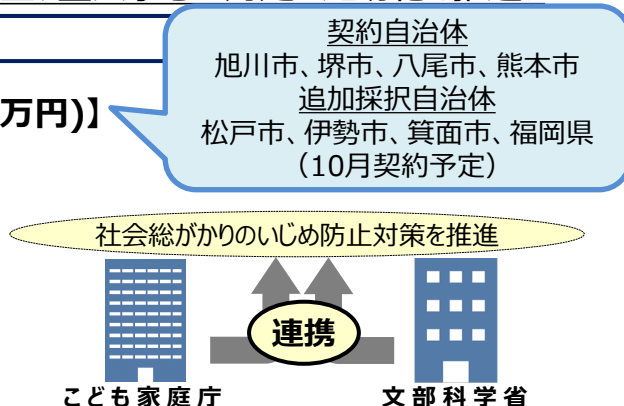 契約自治体
旭川市、堺市、八尾市、熊本市
追加採択自治体
松戸市、伊勢市、箕面市、福岡県
（10月契約予定）
万円)】
社会総がかりのいじめ防止対策を推進
連携
こども家庭庁
文部科学省